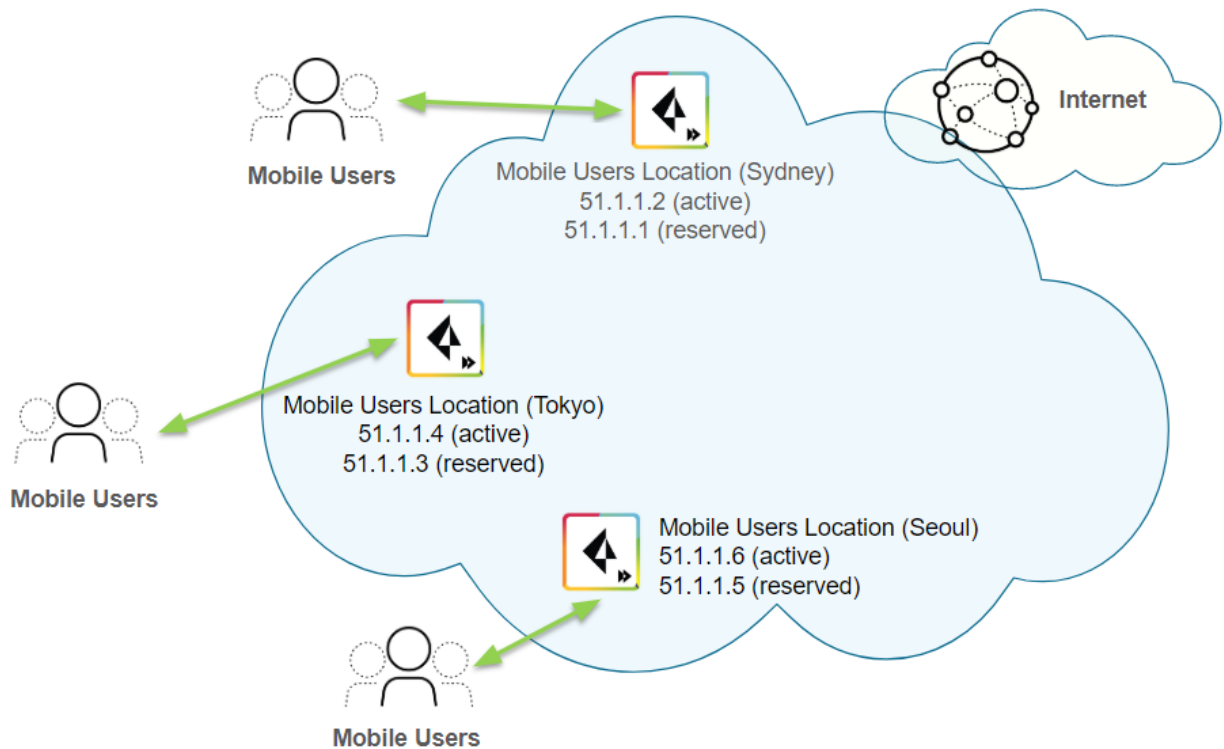 Internet
Mobile Users
Mobile Users Location (Sydney)
51.1.1.2 (active)
51.1.1.1 (reserved)
Mobile Users Location (Tokyo)
51.1.1.4 (active)
51.1.1.3 (reserved)
Mobile Users
Mobile Users Location (Seoul)
51.1.1.6 (active)
51.1.1.5 (reserved)
Mobile Users